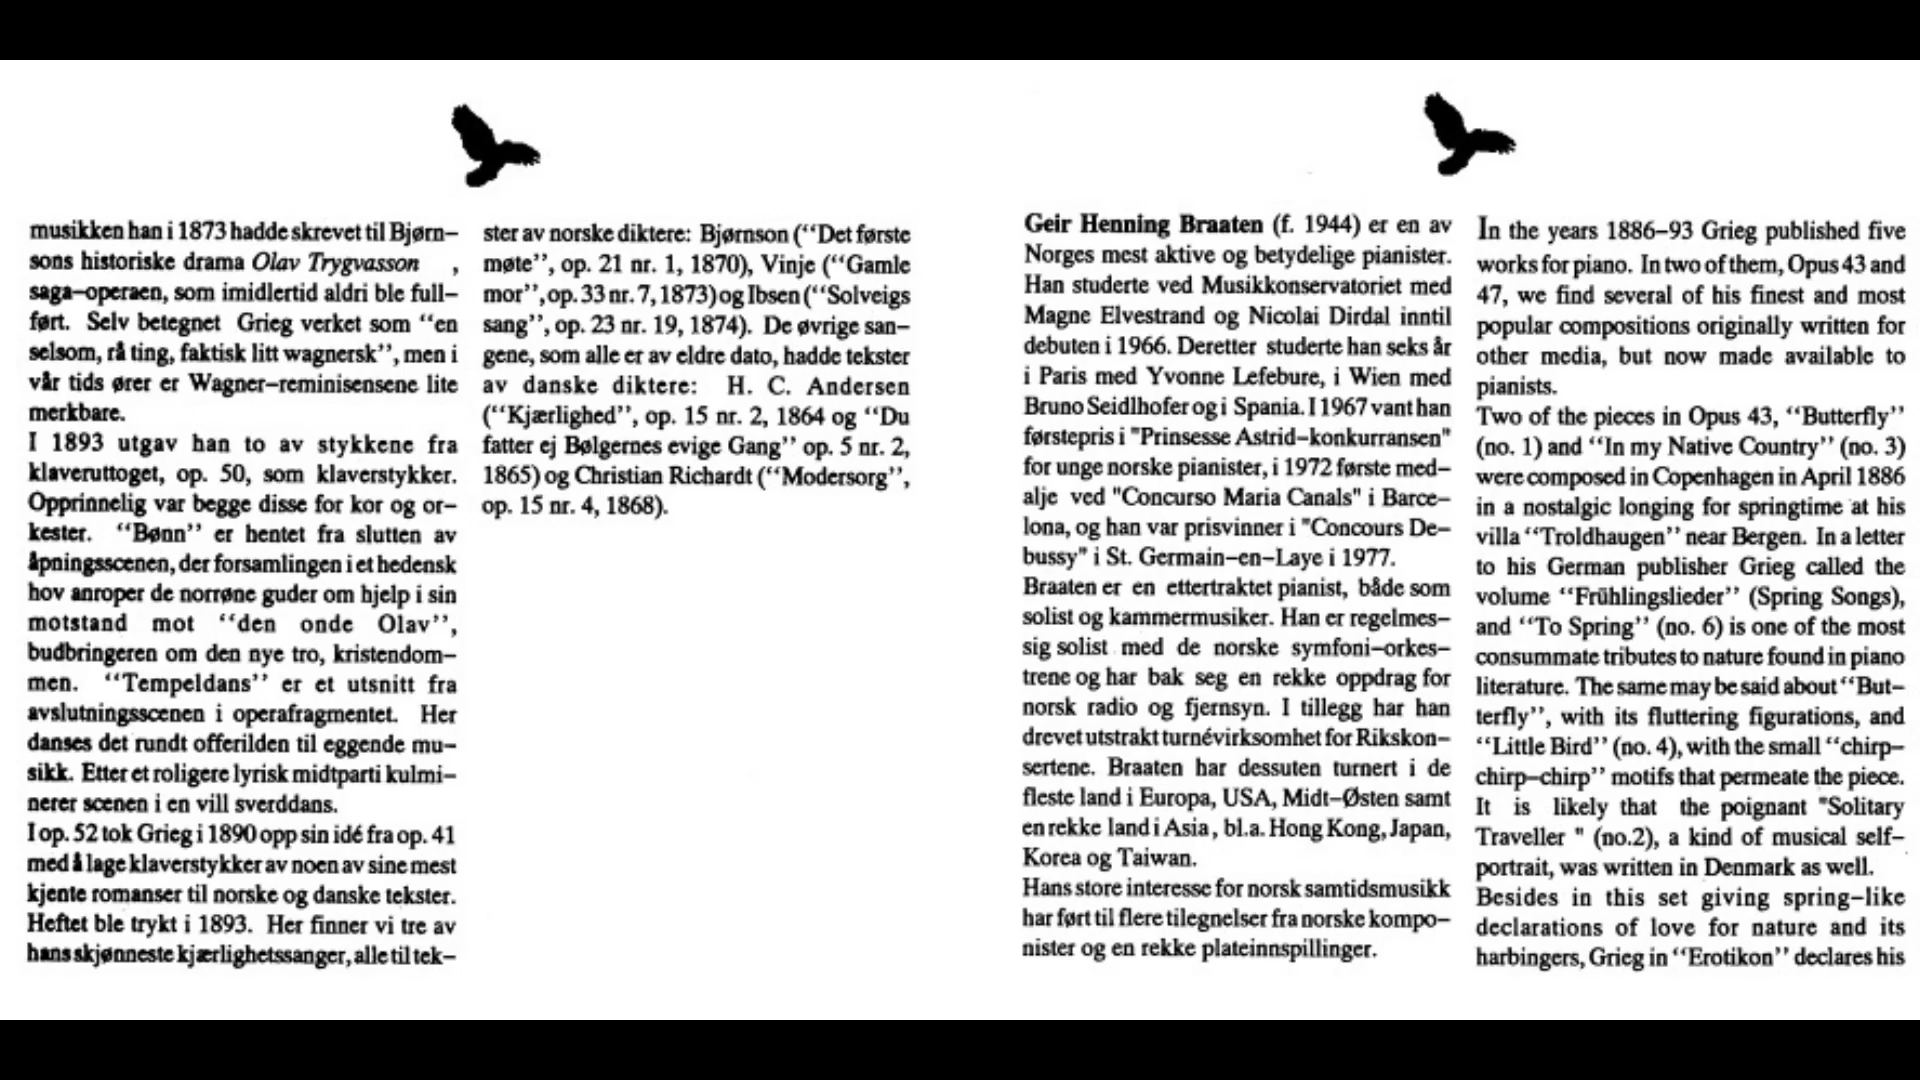 musikken han i 1873 hadde skrevet til Bjørn–
sons historiske drama Olav Trygvasson ,
saga–operaen, som imidlertid aldri ble full–
ført. Selv betegnet Grieg verket som ‘‘en
selsom, rå ting, faktisk litt wagnersk’’, men i
vår tids ører er Wagner–reminisensene lite
merkbare.
I 1893 utgav han to av stykkene fra
klaveruttoget, op. 50, som klaverstykker.
Opprinnelig var begge disse for kor og or–
kester. ‘‘Bønn’’ er hentet fra slutten av
åpningsscenen, der forsamlingen i et hedensk
hov anroper de norrøne guder om hjelp i sin
motstand mot ‘‘den onde Olav’’,
budbringeren om den nye tro, kristendom–
men. ‘‘Tempeldans’’ er et utsnitt fra
avslutningsscenen i operafragmentet. Her
danses det rundt offerilden til eggende mu–
sikk. Etter et roligere lyrisk midtparti kulmi–
nerer scenen i en vill sverddans.
I op. 52 tok Grieg i 1890 opp sin idé fra op. 41
med å lage klaverstykker av noen av sine mest
kjente romanser til norske og danske tekster.
Heftet ble trykt i 1893. Her finner vi tre av
hans skjønneste kjærlighetssanger, alle til tek–
ster av norske diktere: Bjørnson (‘‘Det første
møte’’, op. 21 nr. 1, 1870), Vinje (‘‘Gamle
mor’’, op. 33 nr. 7, 1873) og Ibsen (‘‘Solveigs
sang’’, op. 23 nr. 19, 1874). De øvrige san–
gene, som alle er av eldre dato, hadde tekster
av danske diktere: H. C. Andersen
(‘‘Kjærlighed’’, op. 15 nr. 2, 1864 og ‘‘Du
fatter ej Bølgernes evige Gang’’ op. 5 nr. 2,
1865) og Christian Richardt (‘‘Modersorg’’,
op. 15 nr. 4, 1868).
Geir Henning Braaten (f. 1944) er en av
Norges mest aktive og betydelige pianister.
Han studerte ved Musikkonservatoriet med
Magne Elvestrand og Nicolai Dirdal inntil
debuten i 1966. Deretter studerte han seks år
i Paris med Yvonne Lefebure, i Wien med
Bruno Seidlhofer og i Spania. I 1967 vant han
førstepris i "Prinsesse Astrid–konkurransen"
for unge norske pianister, i 1972 første med–
alje ved "Concurso Maria Canals" i Barce–
lona, og han var prisvinner i "Concours De–
bussy" i St. Germain–en–Laye i 1977.
Braaten er en ettertraktet pianist, både som
solist og kammermusiker. Han er regelmes–
sig solist med de norske symfoni–orkes–
trene og har bak seg en rekke oppdrag for
norsk radio og fjernsyn. I tillegg har han
drevet utstrakt turnévirksomhet for Rikskon–
sertene. Braaten har dessuten turnert i de
fleste land i Europa, USA, Midt–Østen samt
en rekke land i Asia, bl.a. Hong Kong, Japan,
Korea og Taiwan.
Hans store interesse for norsk samtidsmusikk
har ført til flere tilegnelser fra norske kompo–
nister og en rekke plateinnspillinger.
In the years 1886–93 Grieg published five
works for piano. In two of them, Opus 43 and
47, we find several of his finest and most
popular compositions originally written for
other media, but now made available to
pianists.
Two of the pieces in Opus 43, ‘‘Butterfly’’
(no. 1) and ‘‘In my Native Country’’ (no. 3)
were composed in Copenhagen in April 1886
in a nostalgic longing for springtime at his
villa ‘‘Troldhaugen’’ near Bergen. In a letter
to his German publisher Grieg called the
volume ‘‘Frühlingslieder’’ (Spring Songs),
and ‘‘To Spring’’ (no. 6) is one of the most
consummate tributes to nature found in piano
literature. The same may be said about ‘‘But–
terfly’’, with its fluttering figurations, and
‘‘Little Bird’’ (no. 4), with the small ‘‘chirp–
chirp–chirp’’ motifs that permeate the piece.
It is likely that the poignant "Solitary
Traveller " (no.2), a kind of musical self–
portrait, was written in Denmark as well.
Besides in this set giving spring–like
declarations of love for nature and its
harbingers, Grieg in ‘‘Erotikon’’ declares his